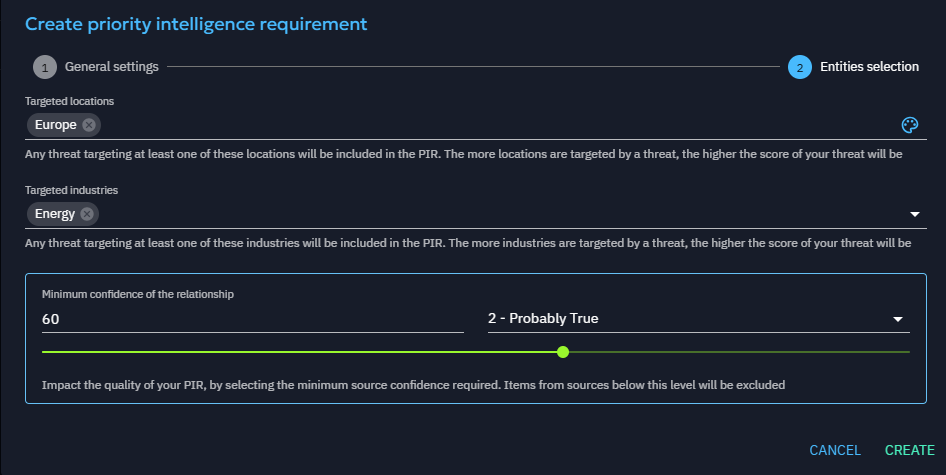 Create priority intelligence requirement
1 General settings 2 Entities selection
Targeted locations
Europe
Any threat targeting at least one of these locations will be included in the PIR. The more locations are targeted by a threat, the higher the score of your threat will be
Targeted industries
Energy
Any threat targeting at least one of these industries will be included in the PIR. The more industries are targeted by a threat, the higher the score of your threat will be
Minimum confidence of the relationship
60 2 - Probably True
Impact the quality of your PIR, by selecting the minimum source confidence required. Items from sources below this level will be excluded
CANCEL CREATE